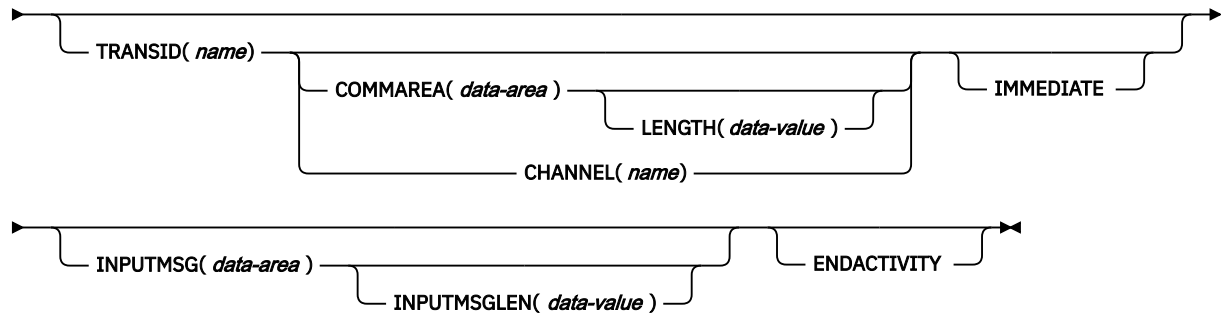 TRANSID( name)
COMMAREA( data-area )
IMMEDIATE
LENGTH( data-value )
CHANNEL( name)
INPUTMSG( data-area )
ENDACTIVITY
INPUTMSGLEN( data-value )